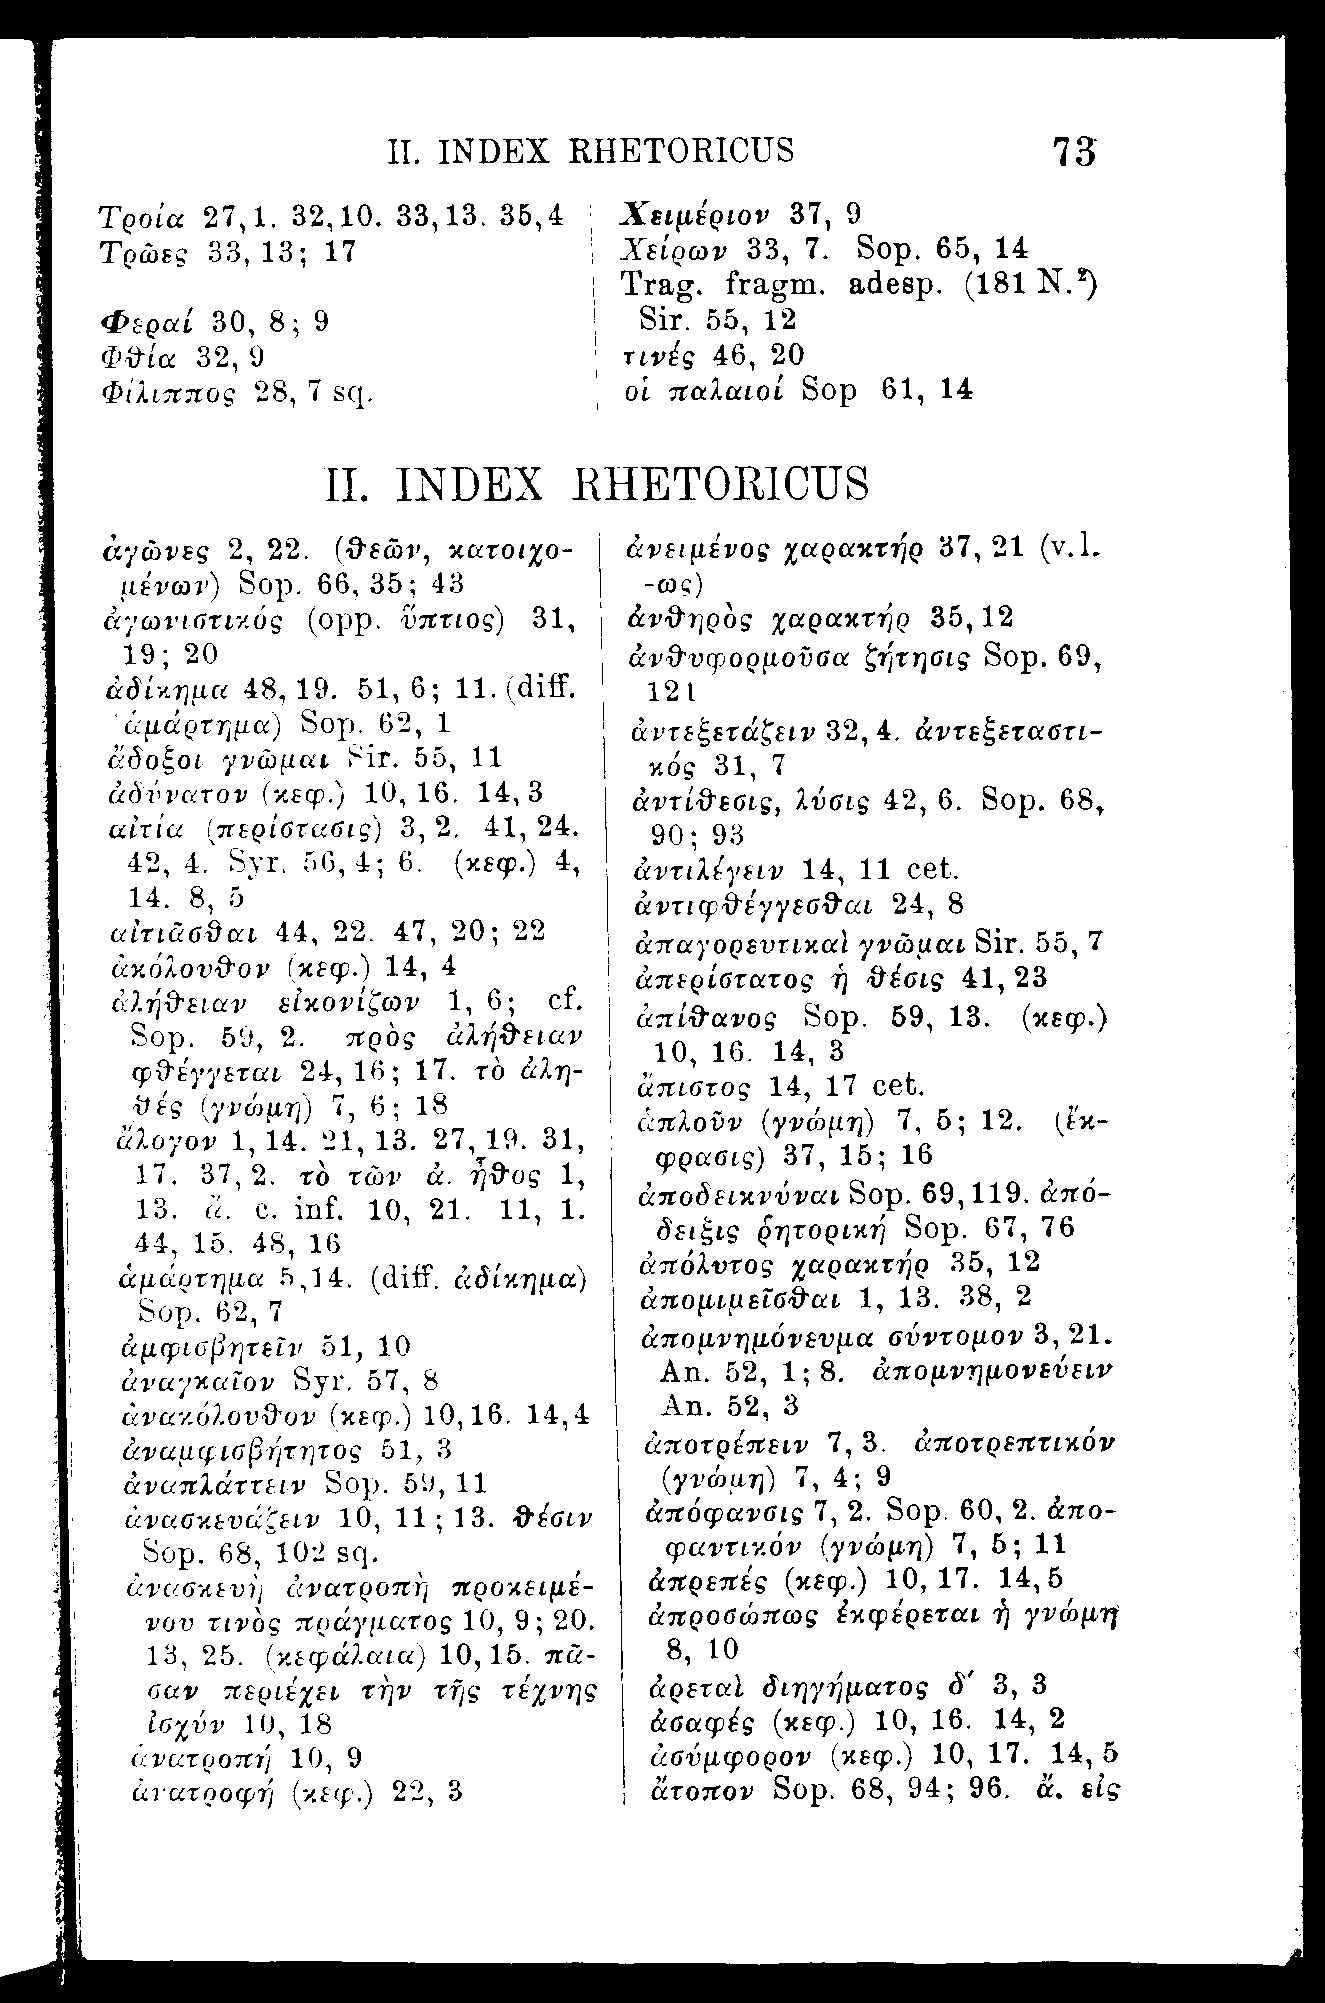 II. INDEX RHETORICUS 73
Τροία 27,1. 32,10. 33,13. 35,4
Τρῶες 33, 13; 17
Φεραί 30, 8; 9
Φθία 32, 9
Φίλιππος 28, 7 sq.
Χειμέριον 37, 9
Χείρων 33, 7. Sop. 65, 14
Trag. fragm. adesp. (181 N.²)
Sir. 55, 12
τινές 46, 20
οἱ παλαιοί Sop 61, 14
II. INDEX RHETORICUS
ἀγῶνες 2, 22. (θεῶν, κατοιχο-
μένων) Sop. 66, 35; 43
ἀγωνιστικός (opp. ὕπτιος) 31,
19; 20
ἀδίκημα 48, 19. 51, 6; 11. (diff.
ἁμάρτημα) Sop. 62, 1
ἄδοξοι γνῶμαι Sir. 55, 11
ἀδύνατον (κεφ.) 10, 16. 14, 3
αἰτία (περίστασις) 3, 2. 41, 24.
42, 4. Syr. 56, 4; 6. (κεφ.) 4,
14. 8, 5
αἰτιᾶσθαι 44, 22. 47, 20; 22
ἀκόλουθον (κεφ.) 14, 4
ἀλήθειαν εἰκονίζων 1, 6; cf.
Sop. 59, 2. πρὸς ἀλήθειαν
φθέγγεται 24, 16; 17. τὸ ἀλη-
θές (γνώμη) 7, 6; 18
ἄλογον 1, 14. 21, 13. 27, 19. 31,
17. 37, 2. τὸ τῶν ἀ. ἦθος 1,
13. ἄ. c. inf. 10, 21. 11, 1.
44, 15. 48, 16
ἁμάρτημα 5,14. (diff. ἀδίκημα)
Sop. 62, 7
ἀμφισβητεῖν 51, 10
ἀναγκαῖον Syr. 57, 8
ἀνακόλουθον (κεφ.) 10,16. 14,4
ἀναμφισβήτητος 51, 3
ἀναπλάττειν Sop. 59, 11
ἀνασκευάζειν 10, 11; 13. θέσιν
Sop. 68, 102 sq.
ἀνασκευὴ ἀνατροπὴ προκειμέ-
νου τινὸς πράγματος 10, 9; 20.
13, 25. (κεφάλαια) 10, 15. πᾶ-
σαν περιέχει τὴν τῆς τέχνης
ἰσχύν 10, 18
ἀνατροπή 10, 9
ἀνατροφή (κεφ.) 22, 3
ἀνειμένος χαρακτήρ 37, 21 (v. l.
-ως)
ἀνθηρὸς χαρακτήρ 35, 12
ἀνθυφορμοῦσα ζήτησις Sop. 69,
121
ἀντεξετάζειν 32, 4. ἀντεξεταστι-
κός 31, 7
ἀντίθεσις, λύσις 42, 6. Sop. 68,
90; 93
ἀντιλέγειν 14, 11 cet.
ἀντιφθέγγεσθαι 24, 8
ἀπαγορευτικαὶ γνῶμαι Sir. 55, 7
ἀπερίστατος ἡ θέσις 41, 23
ἀπίθανος Sop. 59, 13. (κεφ.)
10, 16. 14, 3
ἄπιστος 14, 17 cet.
ἁπλοῦν (γνώμη) 7, 5; 12. (ἔκ-
φρασις) 37, 15; 16
ἀποδεικνύναι Sop. 69, 119. ἀπό-
δειξις ῥητορική Sop. 67, 76
ἀπόλυτος χαρακτήρ 35, 12
ἀπομιμεῖσθαι 1, 13. 38, 2
ἀπομνημόνευμα σύντομον 3, 21.
An. 52, 1; 8. ἀπομνημονεύειν
An. 52, 3
ἀποτρέπειν 7, 3. ἀποτρεπτικόν
(γνώμη) 7, 4; 9
ἀπόφανσις 7, 2. Sop. 60, 2. ἀπο-
φαντικόν (γνώμη) 7, 5; 11
ἀπρεπές (κεφ.) 10, 17. 14, 5
ἀπροσώπως ἐκφέρεται ἡ γνώμη
8, 10
ἀρεταὶ διηγήματος δʹ 3, 3
ἀσαφές (κεφ.) 10, 16. 14, 2
ἀσύμφορον (κεφ.) 10, 17. 14, 5
ἄτοπον Sop. 68, 94; 96. ἄ. εἰς